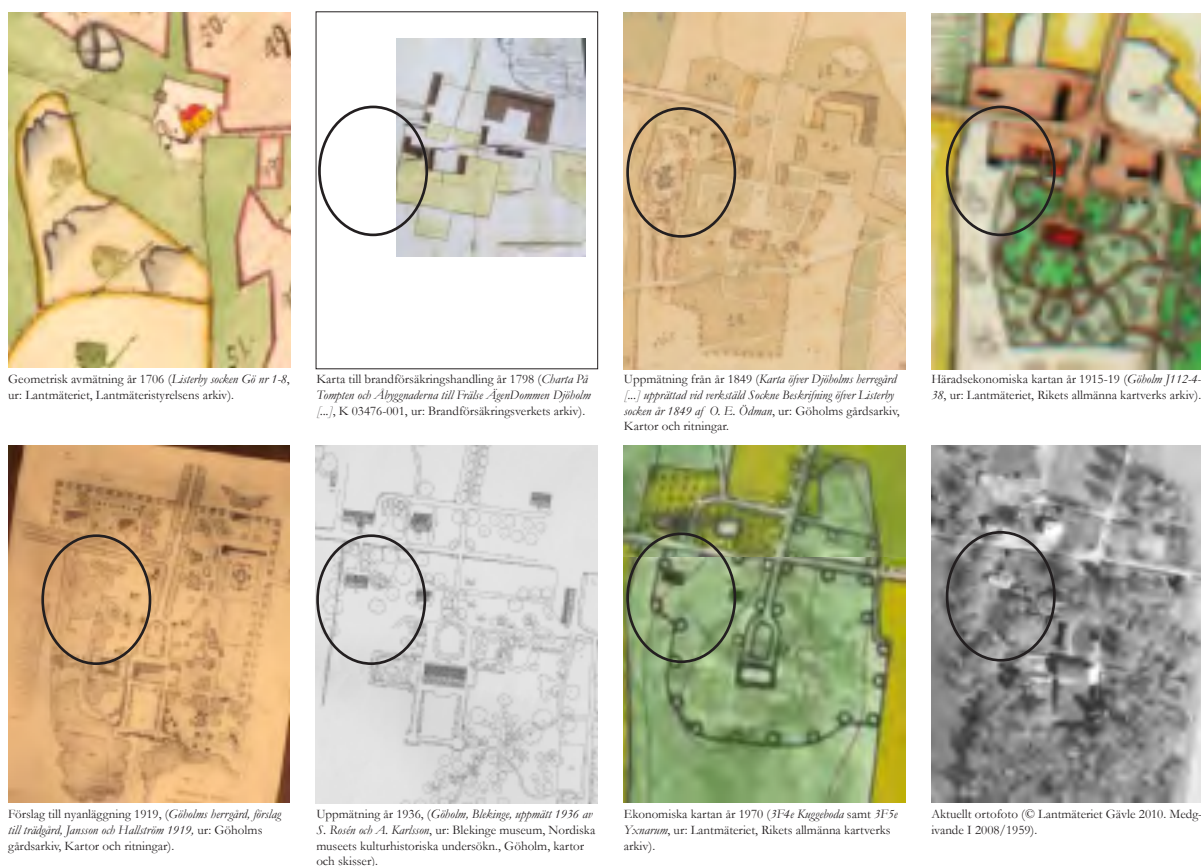 Geometrisk avmätning år 1706 (Listerby socken Gö nr 1-8,
ur: Lantmäteriet, Lantmäteristyrelsens arkiv).
Karta till brandförsäkringshandling år 1798 (Charta På
Tompten och Åbyggnaderna till Frälse ÄgenDommen Djöholm
[...], K 03476-001, ur: Brandförsäkringsverkets arkiv).
Uppmätning från år 1849 (Karta öfver Djöholms herregård
[...] upprättad vid verkstäld Sockne Beskrifning öfver Listerby
socken år 1849 af O. E. Ödman, ur: Göholms gårdsarkiv,
Kartor och ritningar.
Häradsekonomiska kartan år 1915-19 (Göholm J112-4-
38, ur: Lantmäteriet, Rikets allmänna kartverks arkiv).
Förslag till nyanläggning 1919, (Göholms herrgård, förslag
till trädgård, Jansson och Hallström 1919, ur: Göholms
gårdsarkiv, Kartor och ritningar).
Uppmätning år 1936, (Göholm, Blekinge, uppmätt 1936 av
S. Rosén och A. Karlsson, ur: Blekinge museum, Nordiska
museets kulturhistoriska undersökn., Göholm, kartor
och skisser).
Ekonomiska kartan år 1970 (3F4e Kuggeboda samt 3F5e
Yxnarum, ur: Lantmäteriet, Rikets allmänna kartverks
arkiv).
Aktuellt ortofoto (© Lantmäteriet Gävle 2010. Medg-
ivande I 2008/1959).